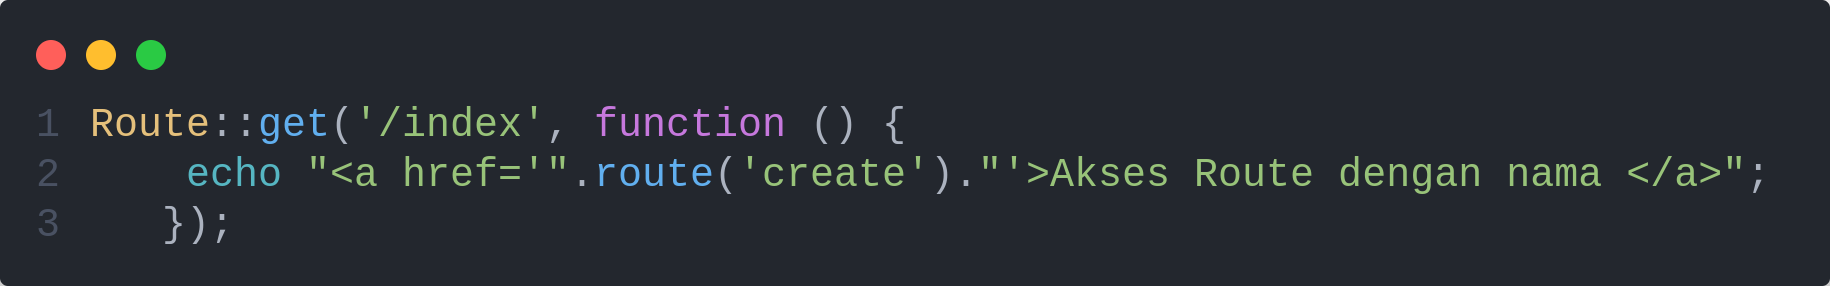 1 Route::get('/index', function () {
2     echo "<a href='".route('create')."'>Akses Route dengan nama </a>";
3    });